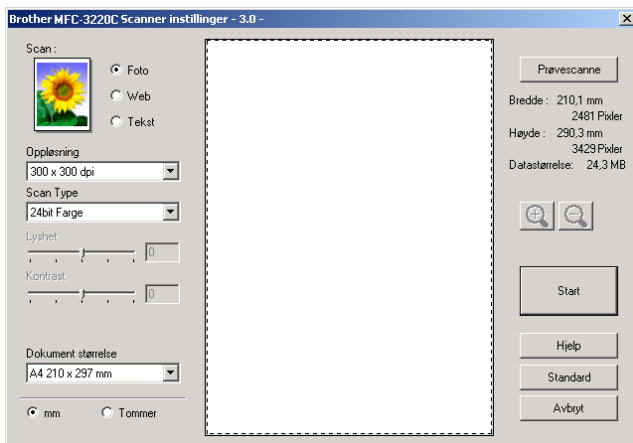 Brother MFC-3220C Scanner instillinger - 3.0 -
Scan :
Foto
Web
Tekst
Oppløsning
300 x 300 dpi
Scan Type
24bit Farge
Lyshet
0
Kontrast
0
Dokument størrelse
A4 210 x 297 mm
mm
Tommer
Prøvescanne
Bredde : 210,1 mm
2481 Pixler
Høyde : 290,3 mm
3429 Pixler
Datastørrelse: 24,3 MB
Start
Hjelp
Standard
Avbryt